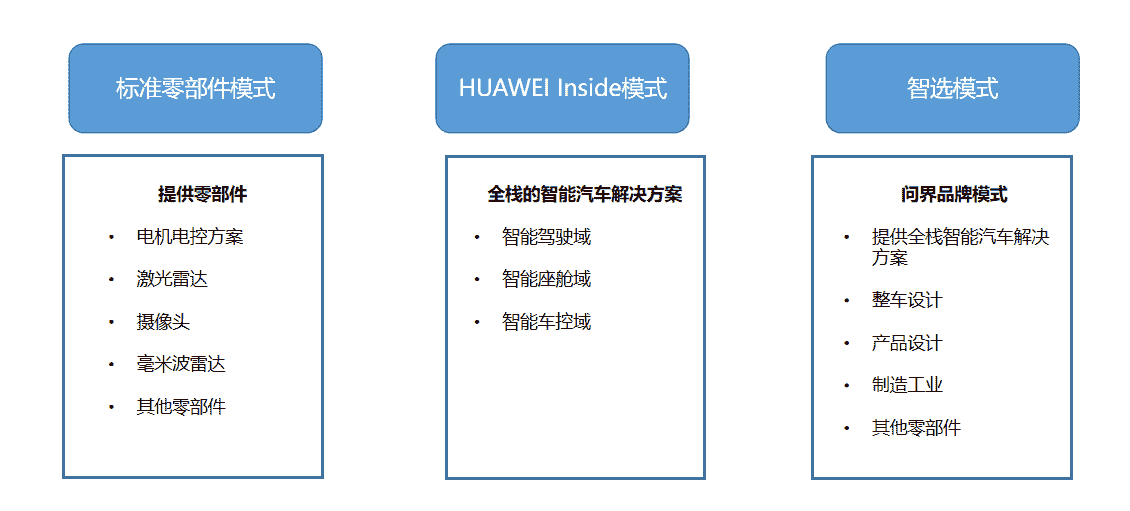 标准零部件模式
HUAWEI Inside模式
智选模式
提供零部件
• 电机电控方案
• 激光雷达
• 摄像头
• 毫米波雷达
• 其他零部件
全栈的智能汽车解决方案
• 智能驾驶域
• 智能座舱域
• 智能车控域
问界品牌模式
• 提供全栈智能汽车解决
方案
• 整车设计
• 产品设计
• 制造工业
• 其他零部件